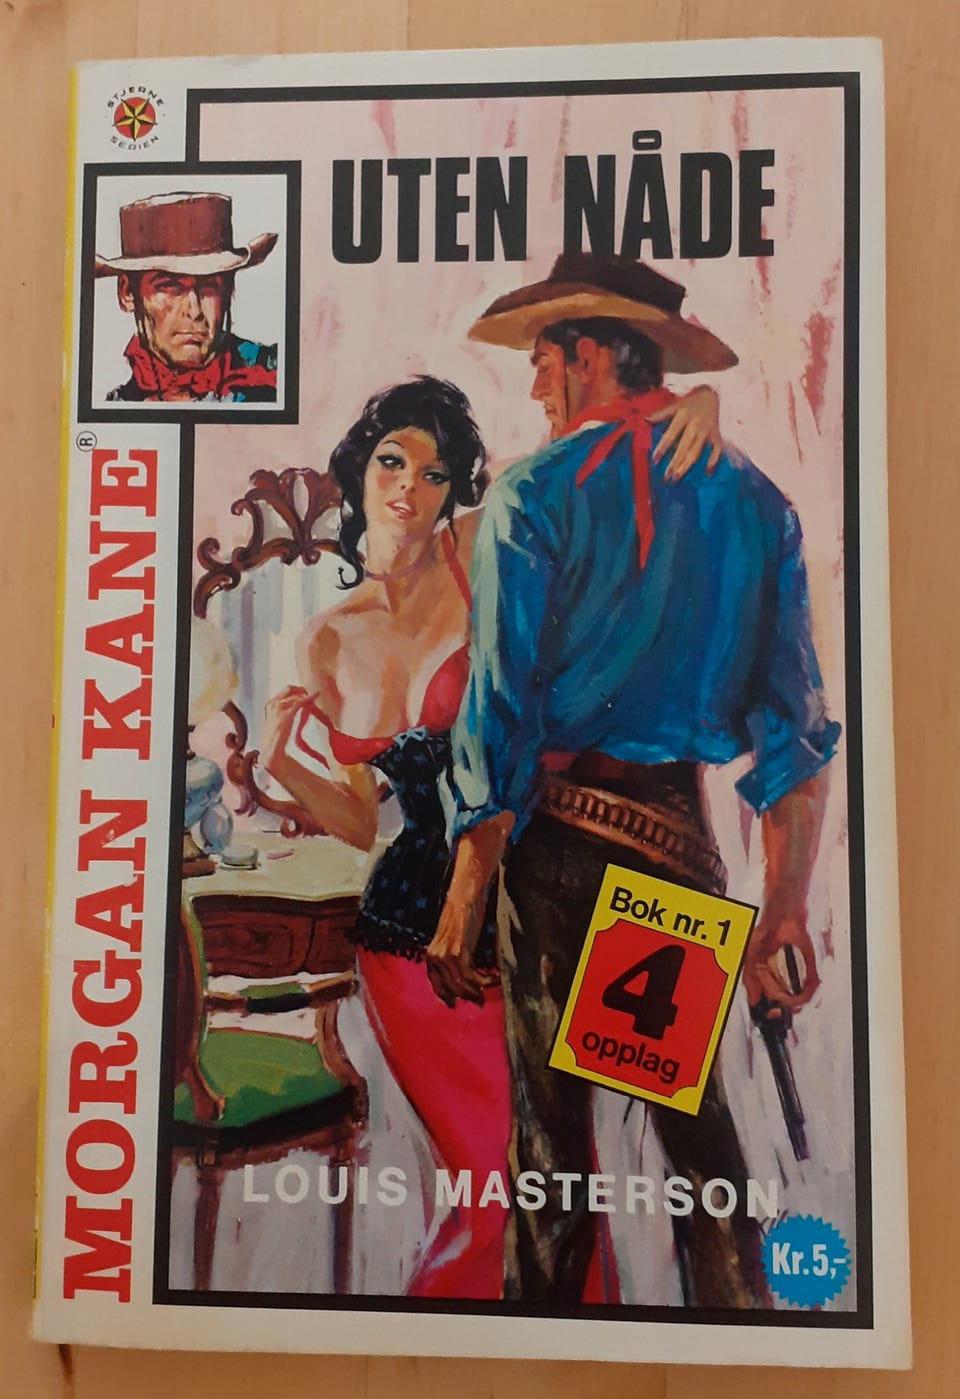 STJERNE
SERIEN
UTEN NÅDE
MORGAN KANE®
Bok nr. 1
4
opplag
LOUIS MASTERSON
Kr. 5,-